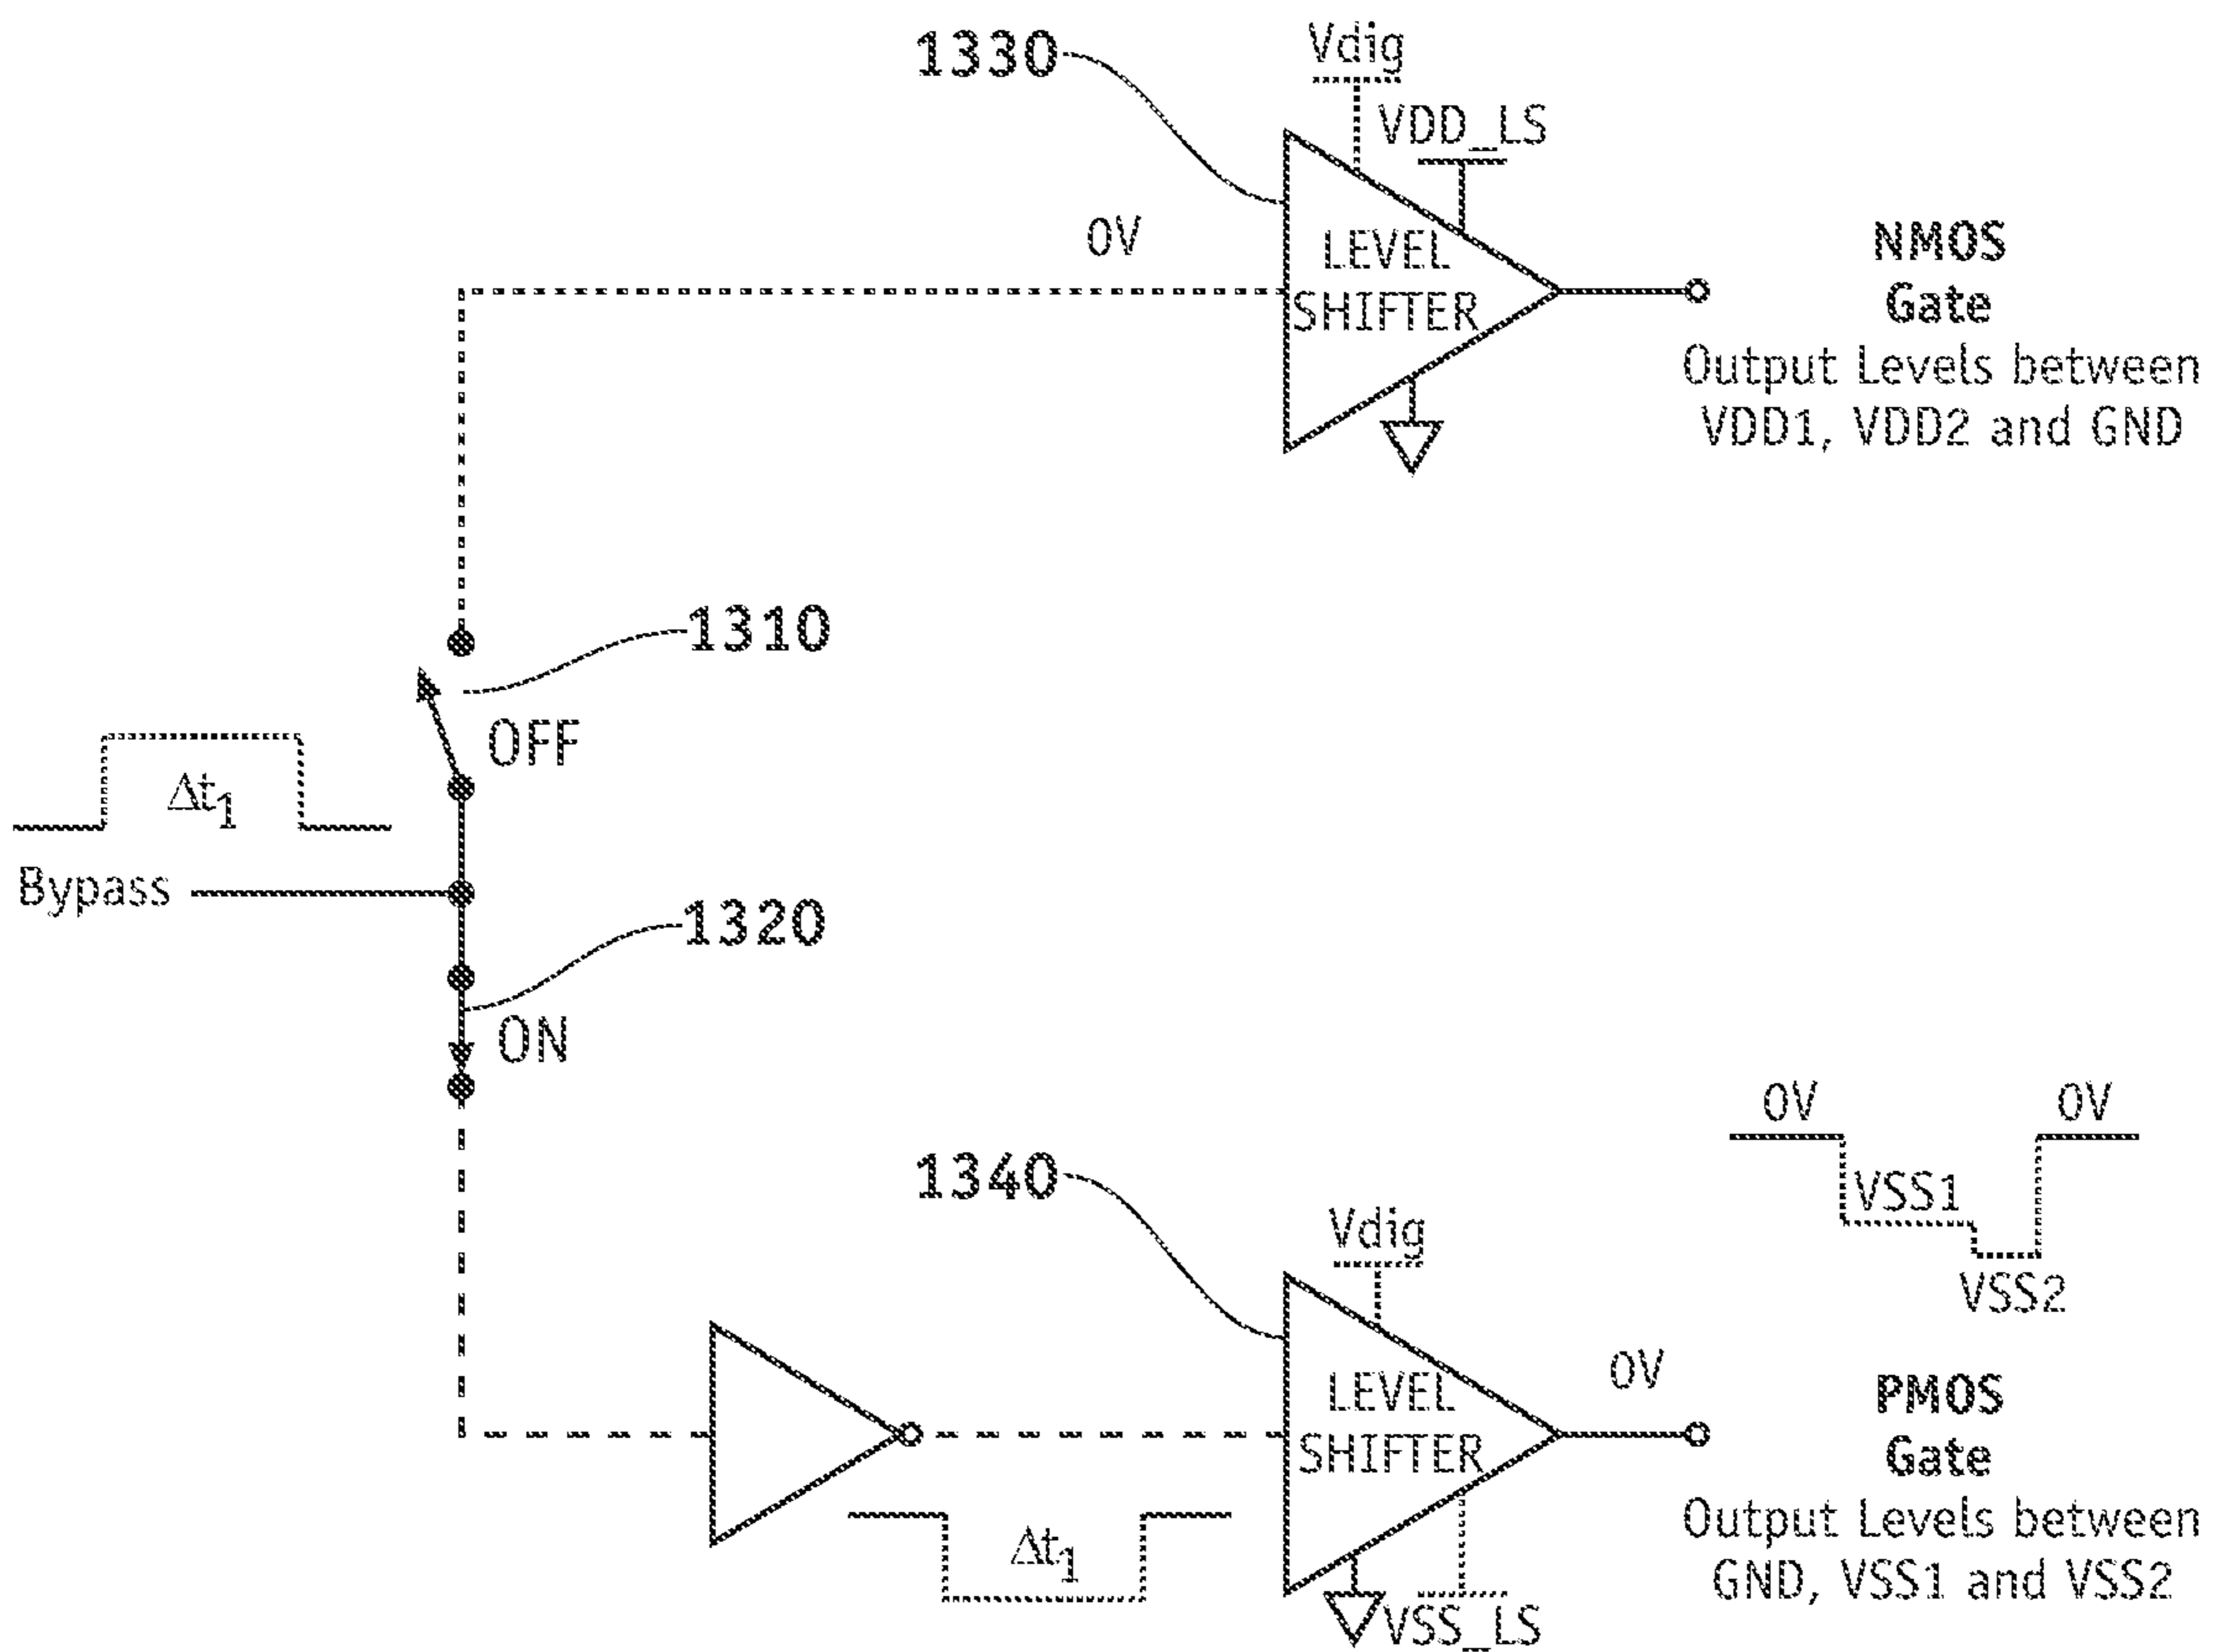 1330
Vdig
VDD_LS
0V
LEVEL
SHIFTER
NMOS
Gate
Output Levels between
VDD1, VDD2 and GND
1310
OFF
Δt1
Bypass
1320
ON
1340
Vdig
0V
0V
VSS1
VSS2
0V
LEVEL
SHIFTER
PMOS
Gate
Output Levels between
GND, VSS1 and VSS2
Δt1
VSS_LS